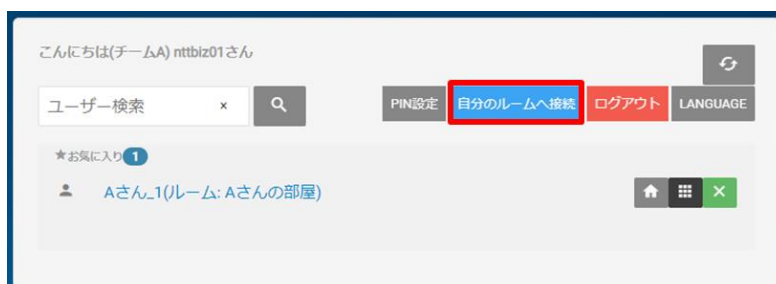 こんにちは(チームA) nttbiz01さん
ユーザー検索 ×
PIN設定 自分のルームへ接続 ログアウト LANGUAGE
★お気に入り 1
Aさん_1(ルーム: Aさんの部屋)